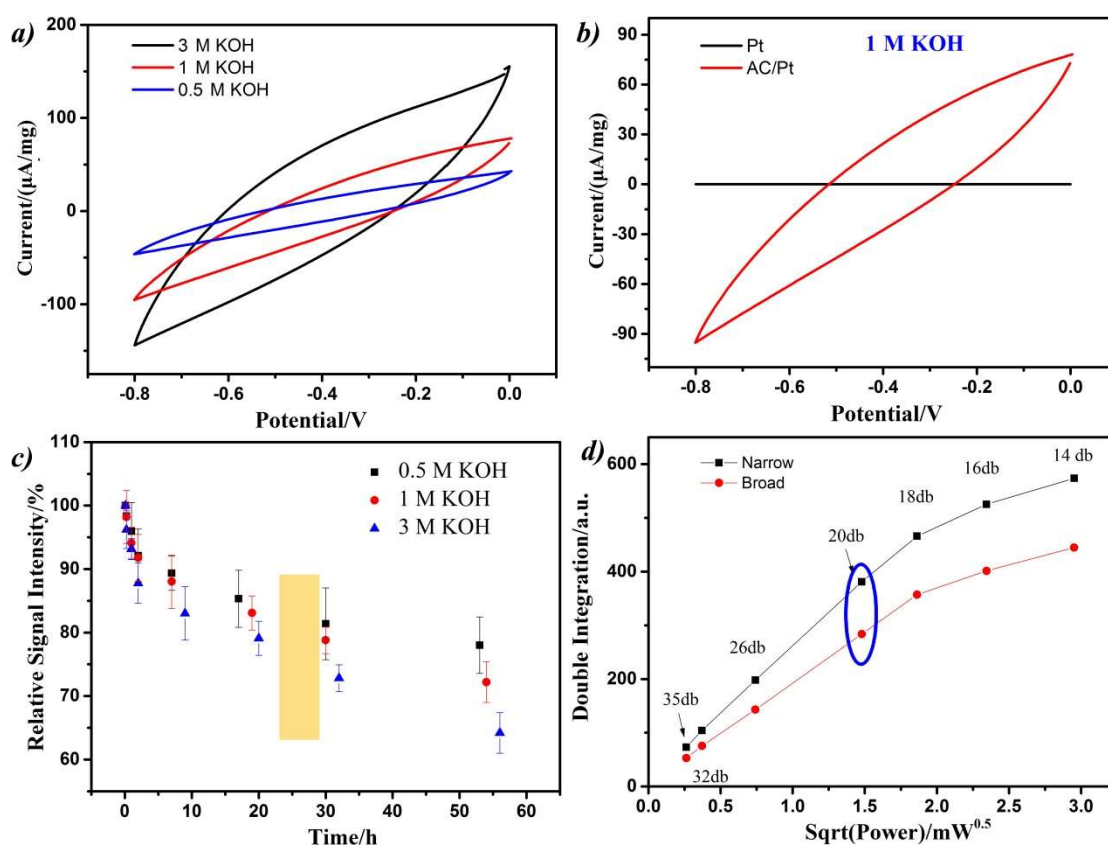 a)
3 M KOH
1 M KOH
0.5 M KOH
200
150
100
0
-100
Current/(μA/mg)
-0.8 -0.6 -0.4 -0.2 0.0
Potential/V
b)
1 M KOH
Pt
AC/Pt
90
60
30
0
-30
-60
-90
Current/(μA/mg)
-0.8 -0.6 -0.4 -0.2 0.0
Potential/V
c)
0.5 M KOH
1 M KOH
3 M KOH
110
100
90
80
70
60
Relative Signal Intensity/%
0 10 20 30 40 50 60
Time/h
d)
Narrow
Broad
14 db
16db
18db
20db
26db
35db
32db
600
400
200
0
Double Integration/a.u.
0.0 0.5 1.0 1.5 2.0 2.5 3.0
Sqrt(Power)/mW^0.5